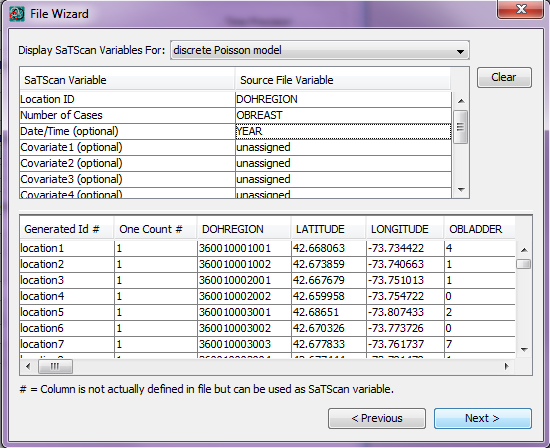 File Wizard
Display SaTScan Variables For: discrete Poisson model
Clear
SaTScan Variable Source File Variable
Location ID DOHREGION
Number of Cases OBREAST
Date/Time (optional) YEAR
Covariate1 (optional) unassigned
Covariate2 (optional) unassigned
Covariate3 (optional) unassigned
Covariate4 (optional) unassigned
Generated Id # One Count # DOHREGION LATITUDE LONGITUDE OBLADDER
location1 1 360010001001 42.668063 -73.734422 4
location2 1 360010001002 42.673859 -73.740663 1
location3 1 360010002001 42.667679 -73.751013 1
location4 1 360010002002 42.659958 -73.754722 0
location5 1 360010003001 42.68651 -73.807433 2
location6 1 360010003002 42.670326 -73.773726 0
location7 1 360010003003 42.677833 -73.761737 7
# = Column is not actually defined in file but can be used as SaTScan variable.
< Previous
Next >